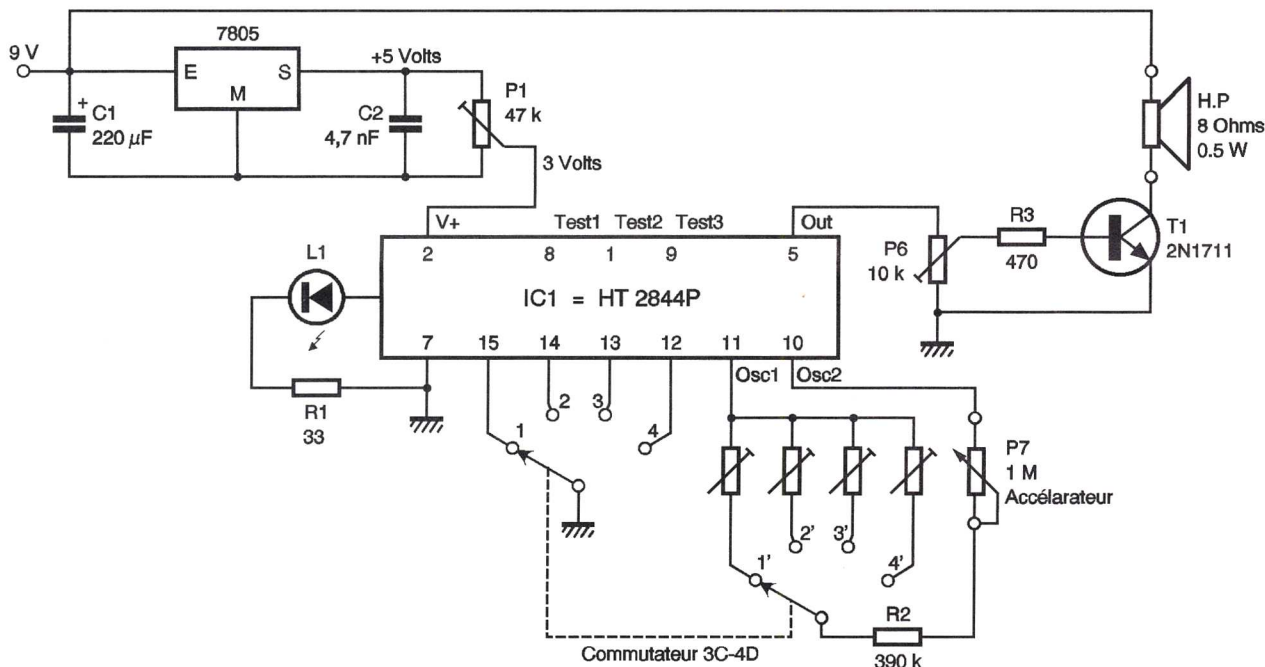 9 V
7805
E
S
M
+5 Volts
+
C1
220 µF
C2
4,7 nF
P1
47 k
3 Volts
H.P
8 Ohms
0.5 W
V+
Test1
Test2
Test3
Out
2
8
1
9
5
IC1 = HT 2844P
7
15
14
13
12
11
10
L1
R1
33
P6
10 k
R3
470
T1
2N1711
Osc1
Osc2
1
2
3
4
P7
1 M
Accélarateur
1'
2'
3'
4'
R2
390 k
Commutateur 3C-4D